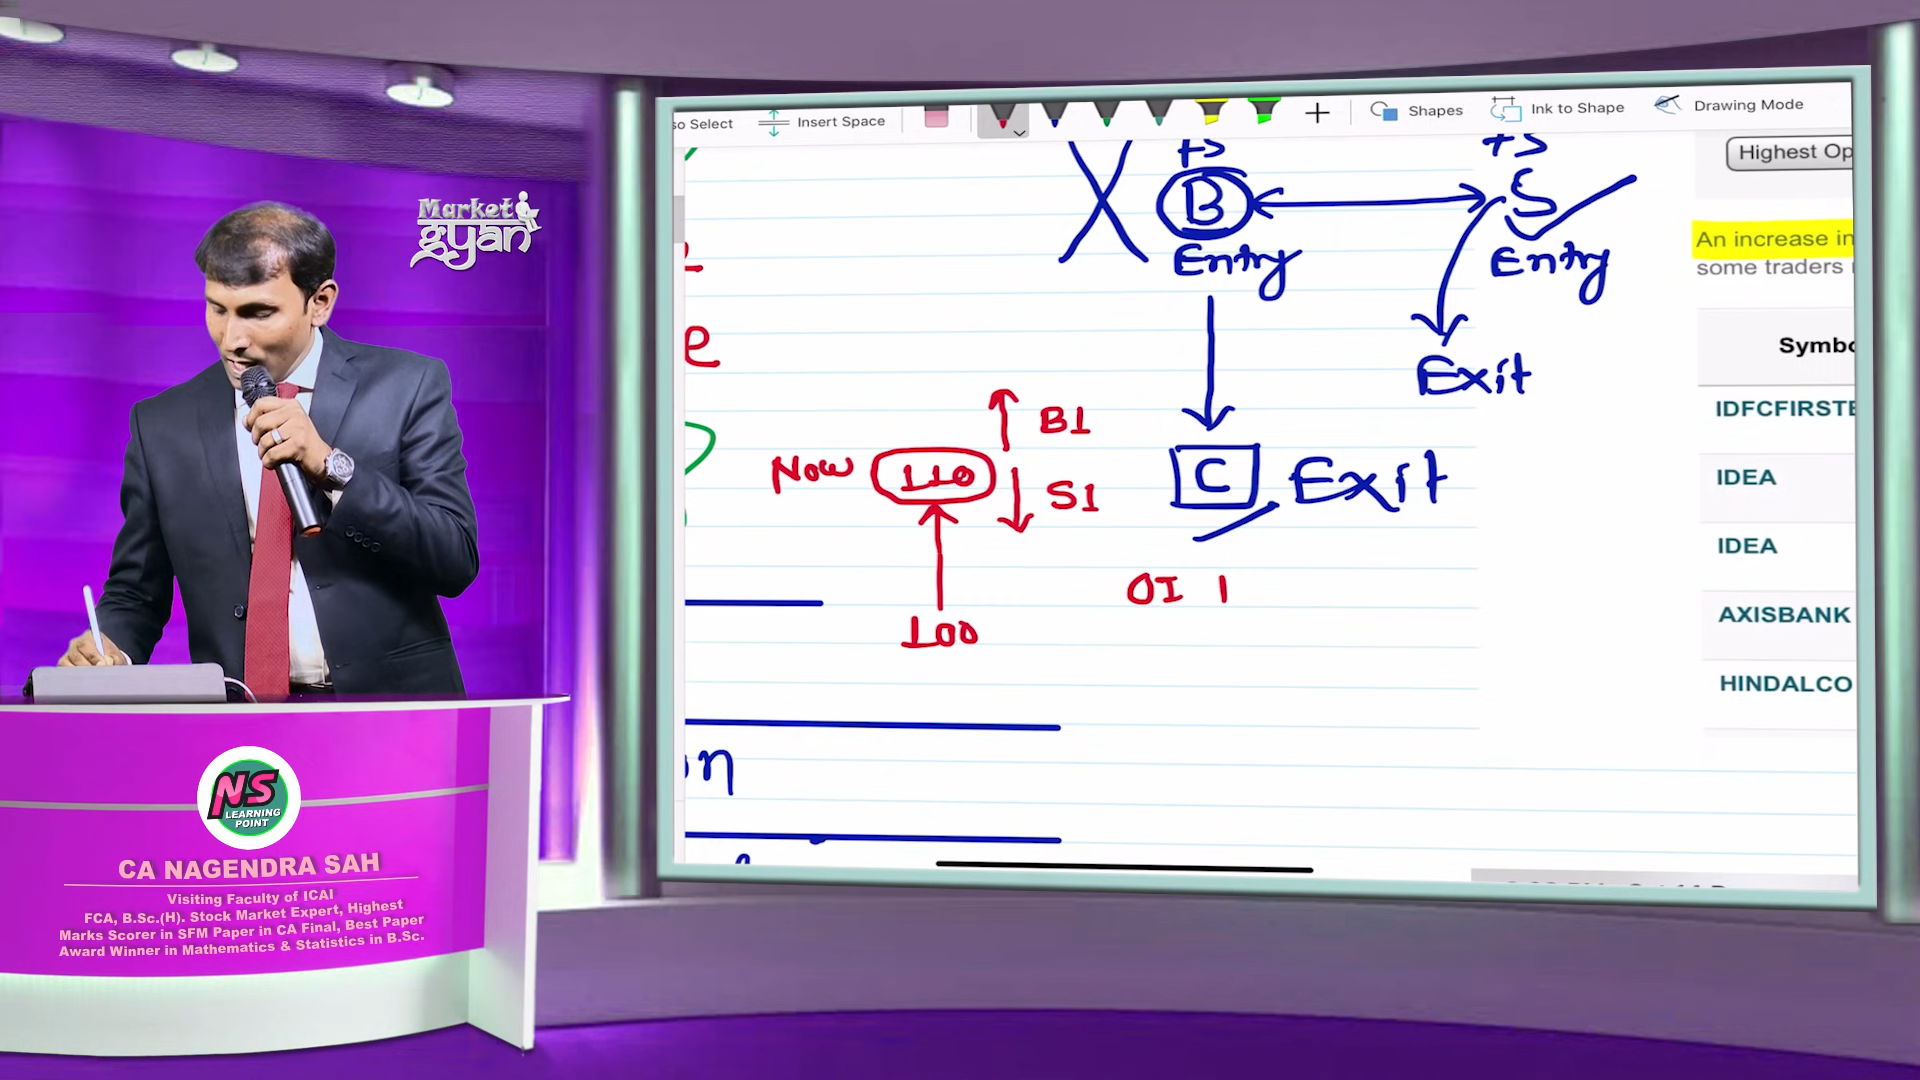 Market
gyan
so Select
Insert Space
Shapes
Ink to Shape
Drawing Mode
+s
+s
B
S
Entry
Entry
Exit
Now 110
B1
S1
100
C Exit
OI 1
e
n
Highest Op
An increase in
some traders
Symbo
IDFCFIRSTB
IDEA
IDEA
AXISBANK
HINDALCO
NS
LEARNING
POINT
CA NAGENDRA SAH
Visiting Faculty of ICAI
FCA, B.Sc.(H). Stock Market Expert, Highest
Marks Scorer in SFM Paper in CA Final, Best Paper
Award Winner in Mathematics & Statistics in B.Sc.